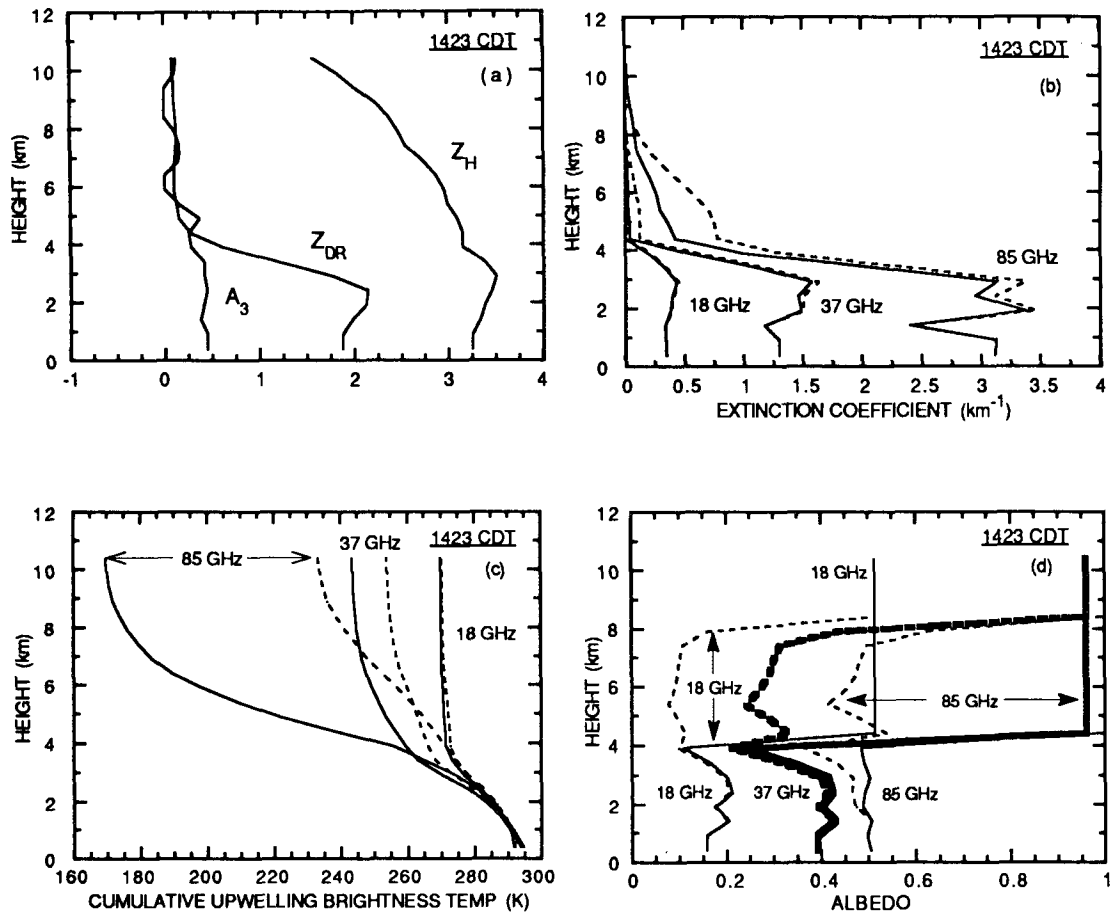 12
10
8
6
4
2
0
HEIGHT (km)
1423 CDT
(a)
Z_H
Z_DR
A_3
-1 0 1 2 3 4
12
10
8
6
4
2
0
HEIGHT (km)
1423 CDT
(b)
85 GHz
18 GHz
37 GHz
0 0.5 1 1.5 2 2.5 3 3.5 4
EXTINCTION COEFFICIENT (km⁻¹)
12
10
8
6
4
2
0
HEIGHT (km)
37 GHz
1423 CDT
85 GHz
(c)
18 GHz
160 180 200 220 240 260 280 300
CUMULATIVE UPWELLING BRIGHTNESS TEMP (K)
12
10
8
6
4
2
0
HEIGHT (km)
1423 CDT
18 GHz
(d)
18 GHz
85 GHz
18 GHz
37 GHz
85 GHz
0 0.2 0.4 0.6 0.8 1
ALBEDO